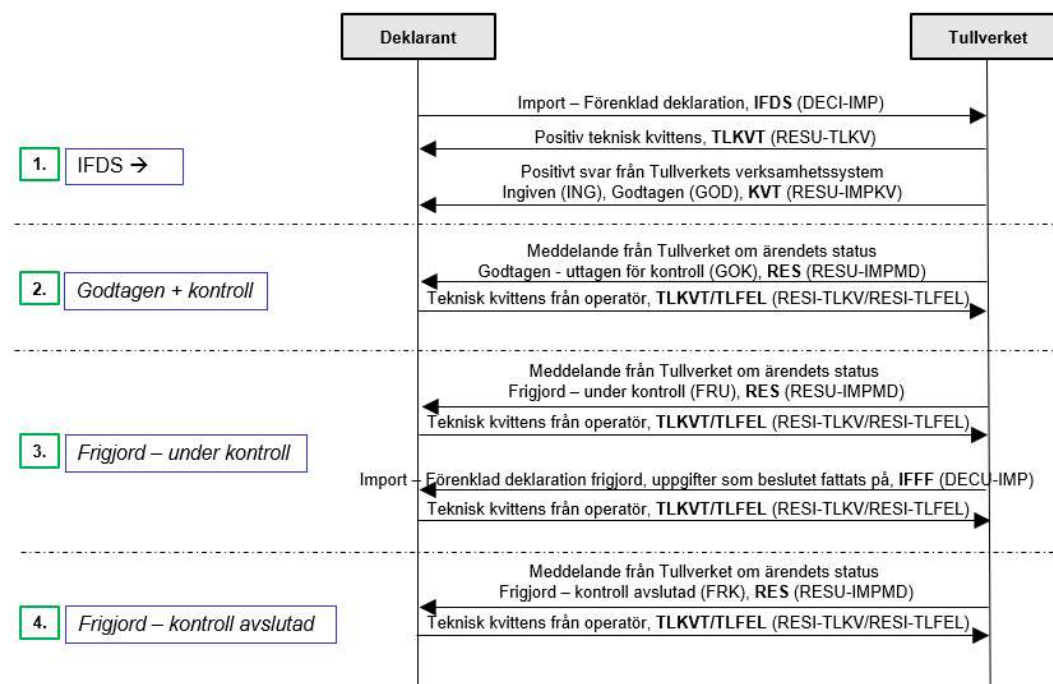 Deklarant
Tullverket
Import – Förenklad deklaration, IFDS (DECI-IMP)
Positiv teknisk kvittens, TLKVT (RESU-TLKV)
1.
IFDS →
Positivt svar från Tullverkets verksamhetssystem
Ingiven (ING), Godtagen (GOD), KVT (RESU-IMPKV)
Meddelande från Tullverket om ärendets status
Godtagen - uttagen för kontroll (GOK), RES (RESU-IMPMD)
2.
Godtagen + kontroll
Teknisk kvittens från operatör, TLKVT/TLFEL (RESI-TLKV/RESI-TLFEL)
Meddelande från Tullverket om ärendets status
Frigjord – under kontroll (FRU), RES (RESU-IMPMD)
Teknisk kvittens från operatör, TLKVT/TLFEL (RESI-TLKV/RESI-TLFEL)
3.
Frigjord – under kontroll
Import – Förenklad deklaration frigjord, uppgifter som beslutet fattats på, IFFF (DECU-IMP)
Teknisk kvittens från operatör, TLKVT/TLFEL (RESI-TLKV/RESI-TLFEL)
Meddelande från Tullverket om ärendets status
Frigjord – kontroll avslutad (FRK), RES (RESU-IMPMD)
4.
Frigjord – kontroll avslutad
Teknisk kvittens från operatör, TLKVT/TLFEL (RESI-TLKV/RESI-TLFEL)